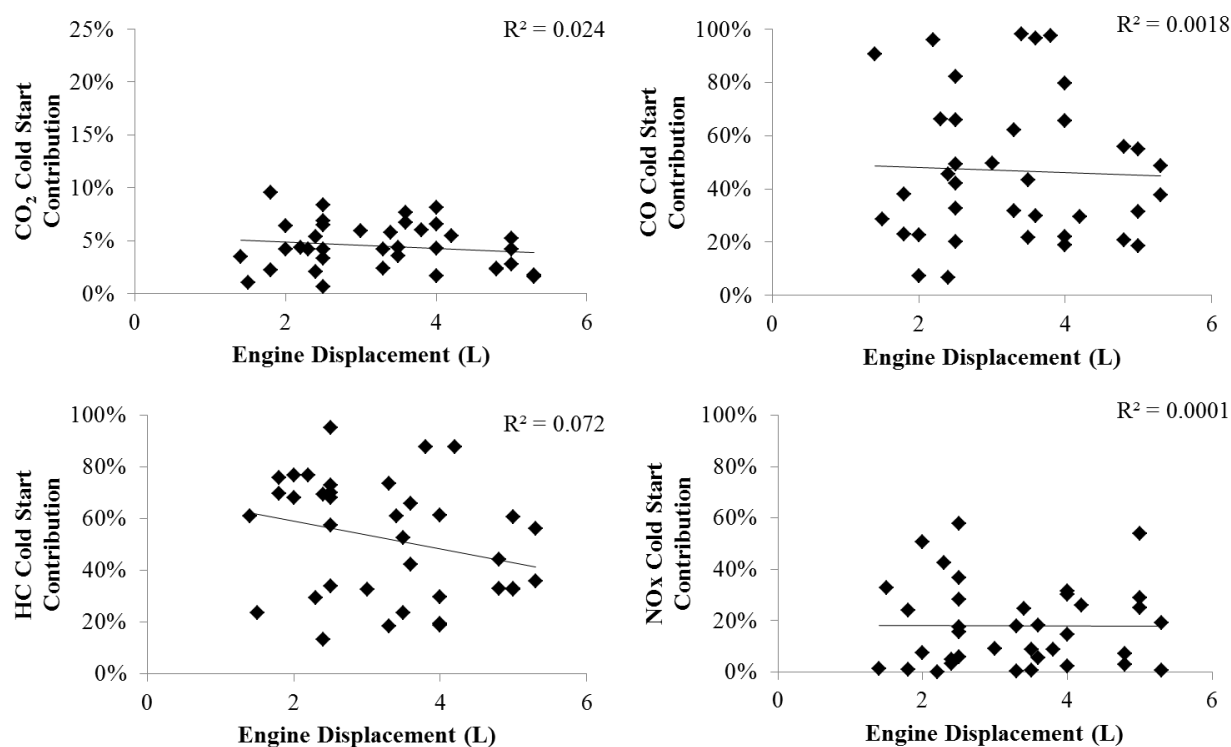 R² = 0.024
CO₂ Cold Start
Contribution
25%
20%
15%
10%
5%
0%
0 2 4 6
Engine Displacement (L)
R² = 0.0018
CO Cold Start
Contribution
100%
80%
60%
40%
20%
0%
0 2 4 6
Engine Displacement (L)
R² = 0.072
HC Cold Start
Contribution
100%
80%
60%
40%
20%
0%
0 2 4 6
Engine Displacement (L)
R² = 0.0001
NOx Cold Start
Contribution
100%
80%
60%
40%
20%
0%
0 2 4 6
Engine Displacement (L)